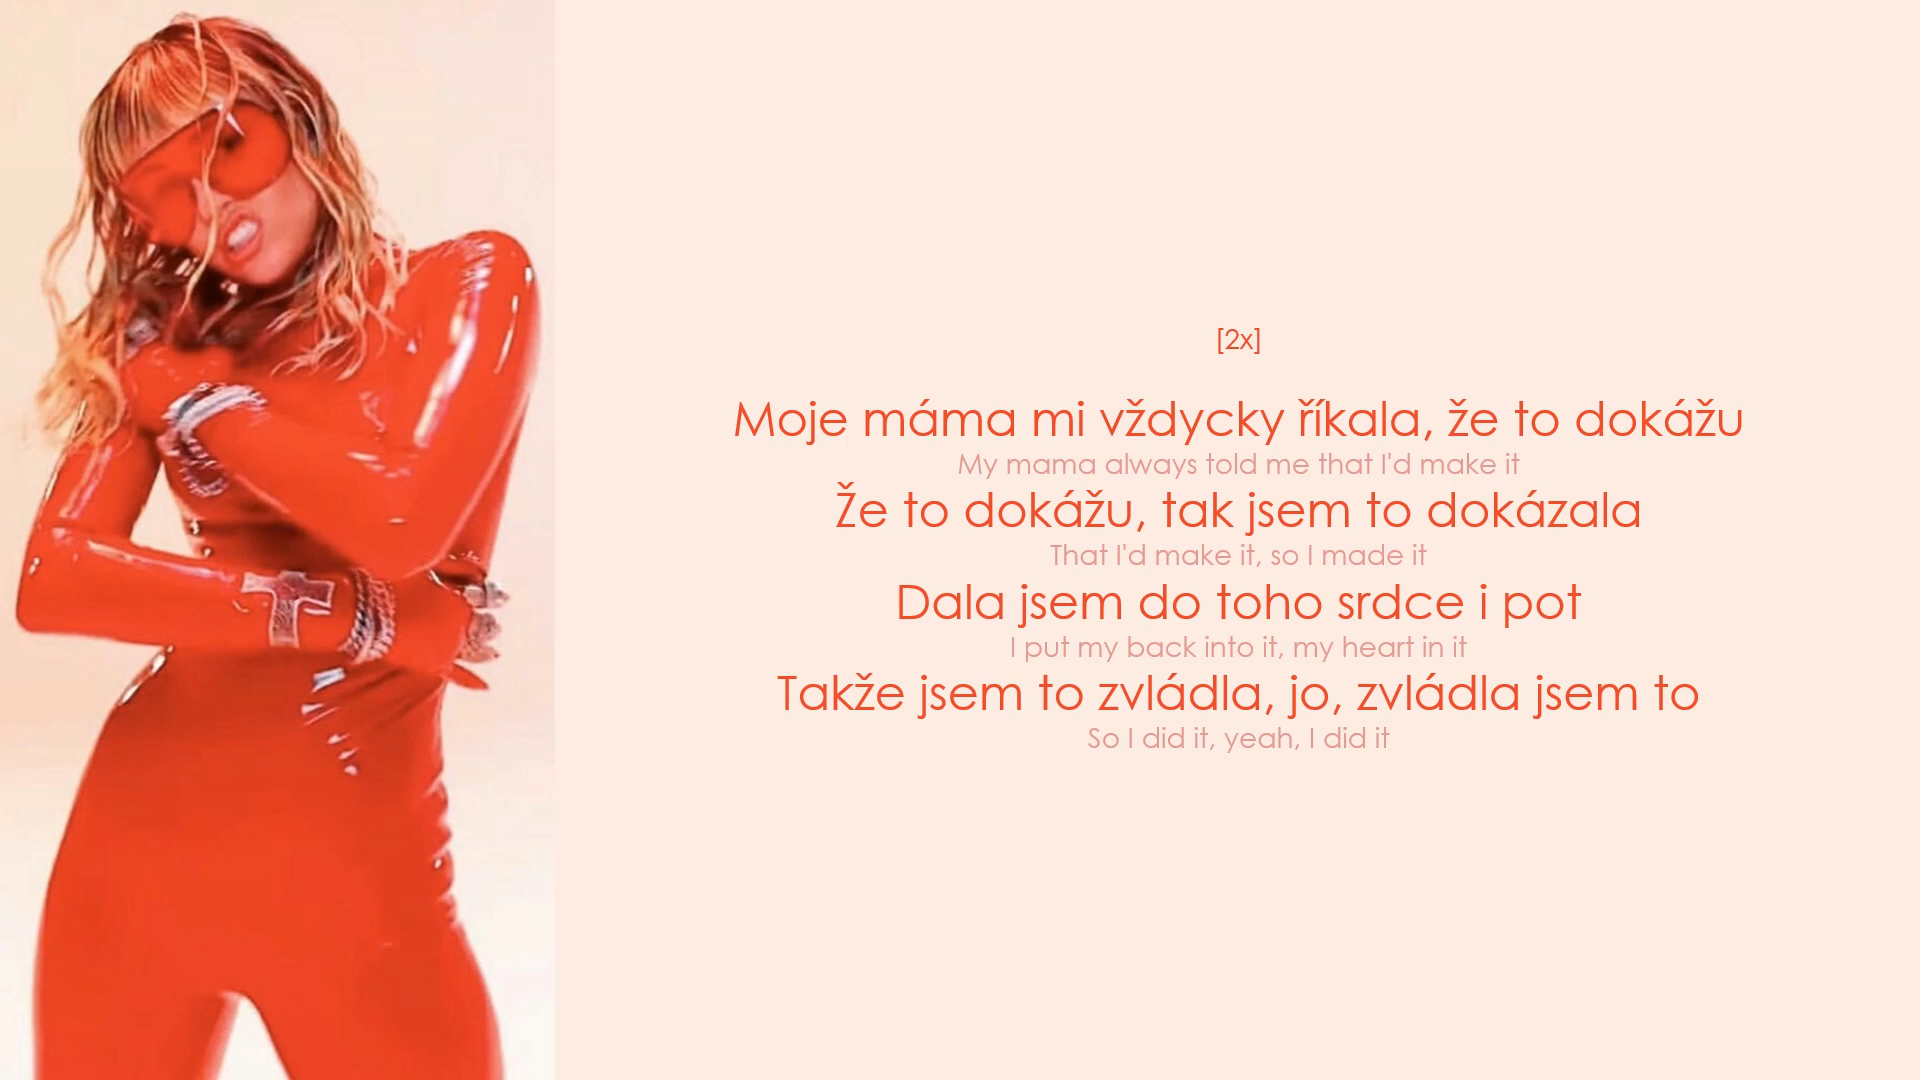 [2x]
Moje máma mi vždycky říkala, že to dokážu
My mama always told me that I'd make it
Že to dokážu, tak jsem to dokázala
That I'd make it, so I made it
Dala jsem do toho srdce i pot
I put my back into it, my heart in it
Takže jsem to zvládla, jo, zvládla jsem to
So I did it, yeah, I did it